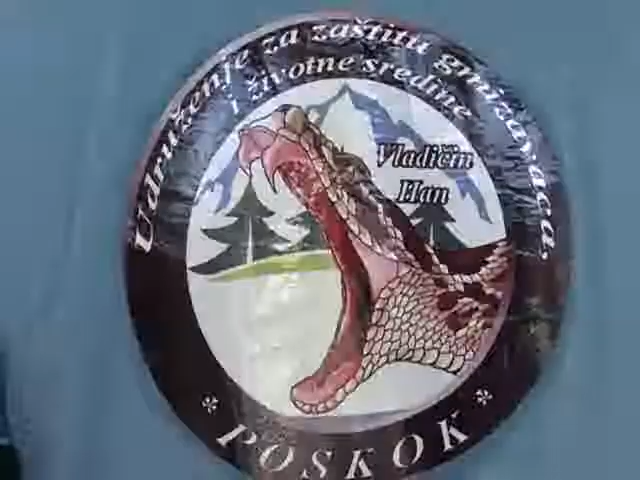 Udruženje za zaštitu gmizavaca,
i životne sredine
Vladičin
Han
* POSKOK *